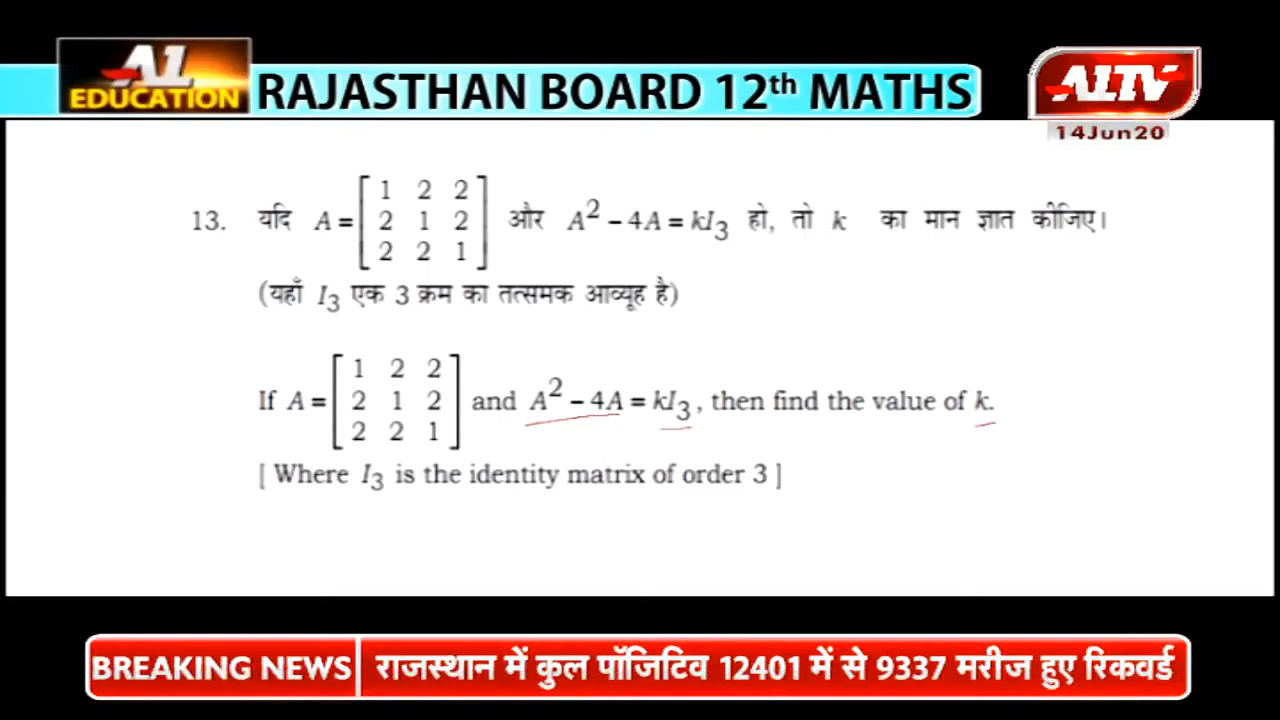 A1
EDUCATION
RAJASTHAN BOARD 12th MATHS
A1TV
14Jun20
13. यदि A = [ 1 2 2
2 1 2
2 2 1 ] और A² – 4A = kI₃ हो, तो k का मान ज्ञात कीजिए।
(यहाँ I₃ एक 3 क्रम का तत्समक आव्यूह है)
If A = [ 1 2 2
2 1 2
2 2 1 ] and A² – 4A = kI₃, then find the value of k.
[ Where I₃ is the identity matrix of order 3 ]
BREAKING NEWS राजस्थान में कुल पॉजिटिव 12401 में से 9337 मरीज हुए रिकवर्ड